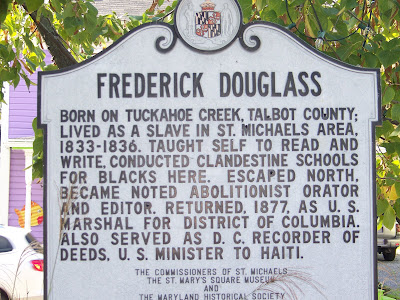 FREDERICK DOUGLASS
BORN ON TUCKAHOE CREEK, TALBOT COUNTY;
LIVED AS A SLAVE IN ST. MICHAELS AREA,
1833-1836. TAUGHT SELF TO READ AND
WRITE, CONDUCTED CLANDESTINE SCHOOLS
FOR BLACKS HERE. ESCAPED NORTH,
BECAME NOTED ABOLITIONIST ORATOR
AND EDITOR. RETURNED, 1877, AS U. S.
MARSHAL FOR DISTRICT OF COLUMBIA.
ALSO SERVED AS D. C. RECORDER OF
DEEDS, U. S. MINISTER TO HAITI.
THE COMMISSIONERS OF ST. MICHAELS
THE ST. MARY'S SQUARE MUSEUM
AND
THE MARYLAND HISTORICAL SOCIETY